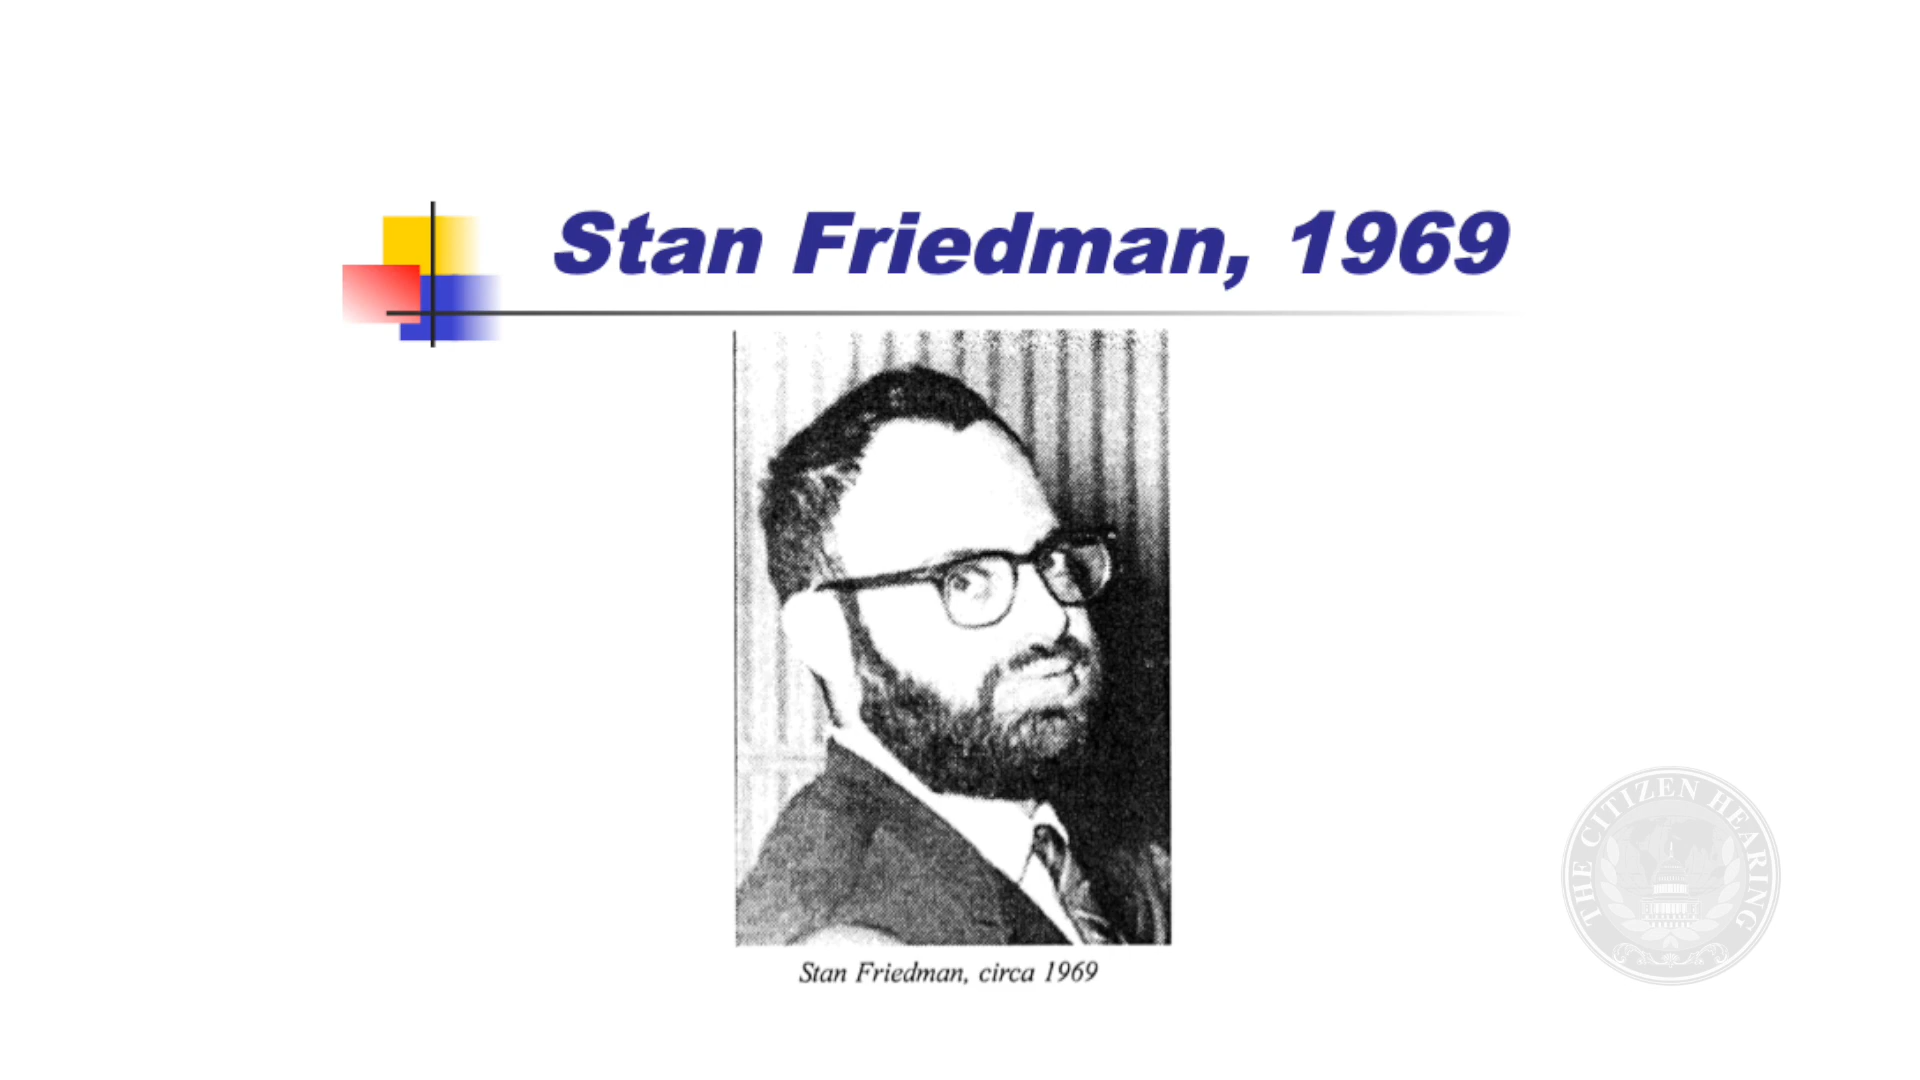 Stan Friedman, 1969
Stan Friedman, circa 1969
THE CITIZEN HEARING